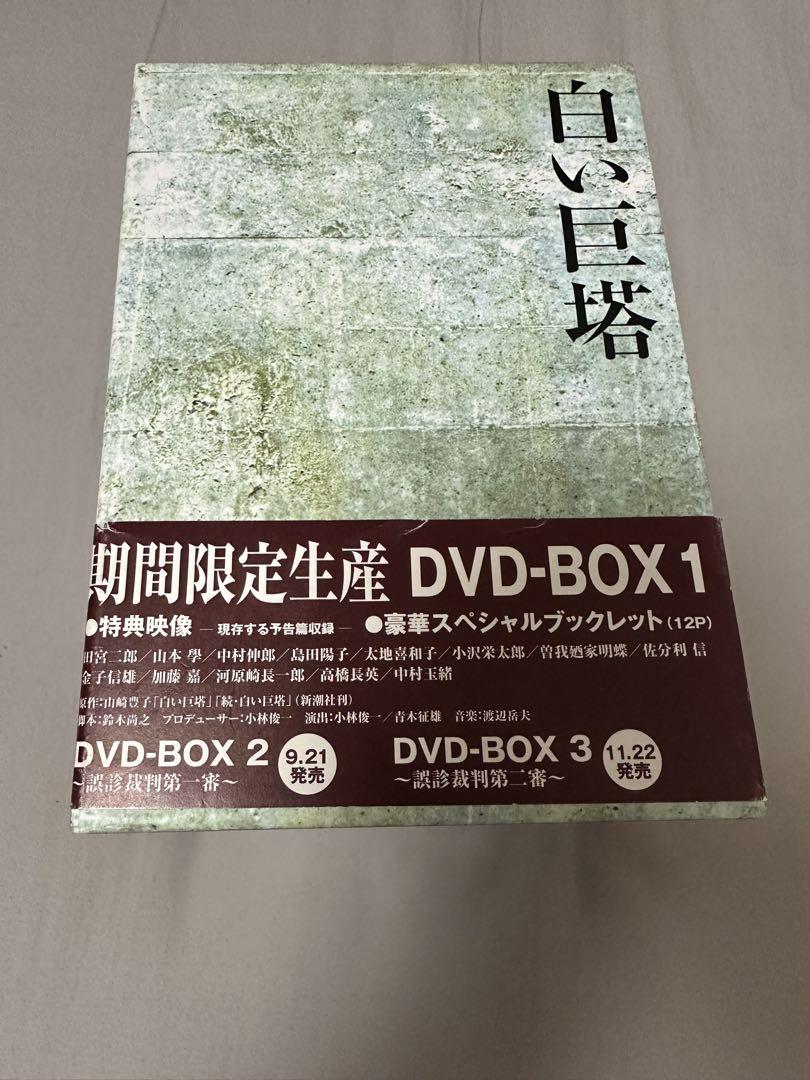 白い巨塔
期間限定生産 DVD-BOX 1
●特典映像 ─現存する予告篇収録─ ●豪華スペシャルブックレット(12P)
田宮二郎／山本 學／中村伸郎／島田陽子／太地喜和子／小沢栄太郎／曽我廼家明蝶／佐分利 信
金子信雄／加藤 嘉／河原崎長一郎／高橋長英／中村玉緒
原作:山崎豊子「白い巨塔」「続・白い巨塔」(新潮社刊)
脚本:鈴木尚之 プロデューサー:小林俊一 演出:小林俊一／青木征雄 音楽:渡辺岳夫
DVD-BOX 2 9.21 発売
～誤診裁判第一審～
DVD-BOX 3 11.22 発売
～誤診裁判第二審～